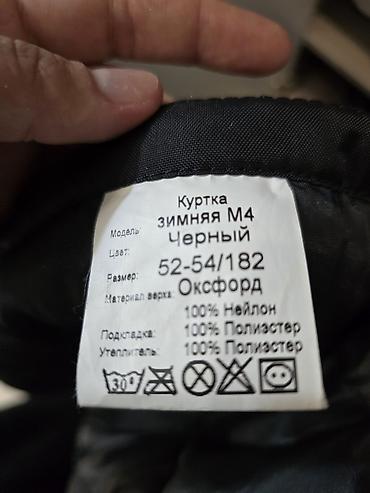 Куртка
Модель: зимняя М4
Цвет: Черный
Размер: 52-54/182
Материал верха: Оксфорд
100% Нейлон
Подкладка: 100% Полиэстер
Утеплитель: 100% Полиэстер
30°